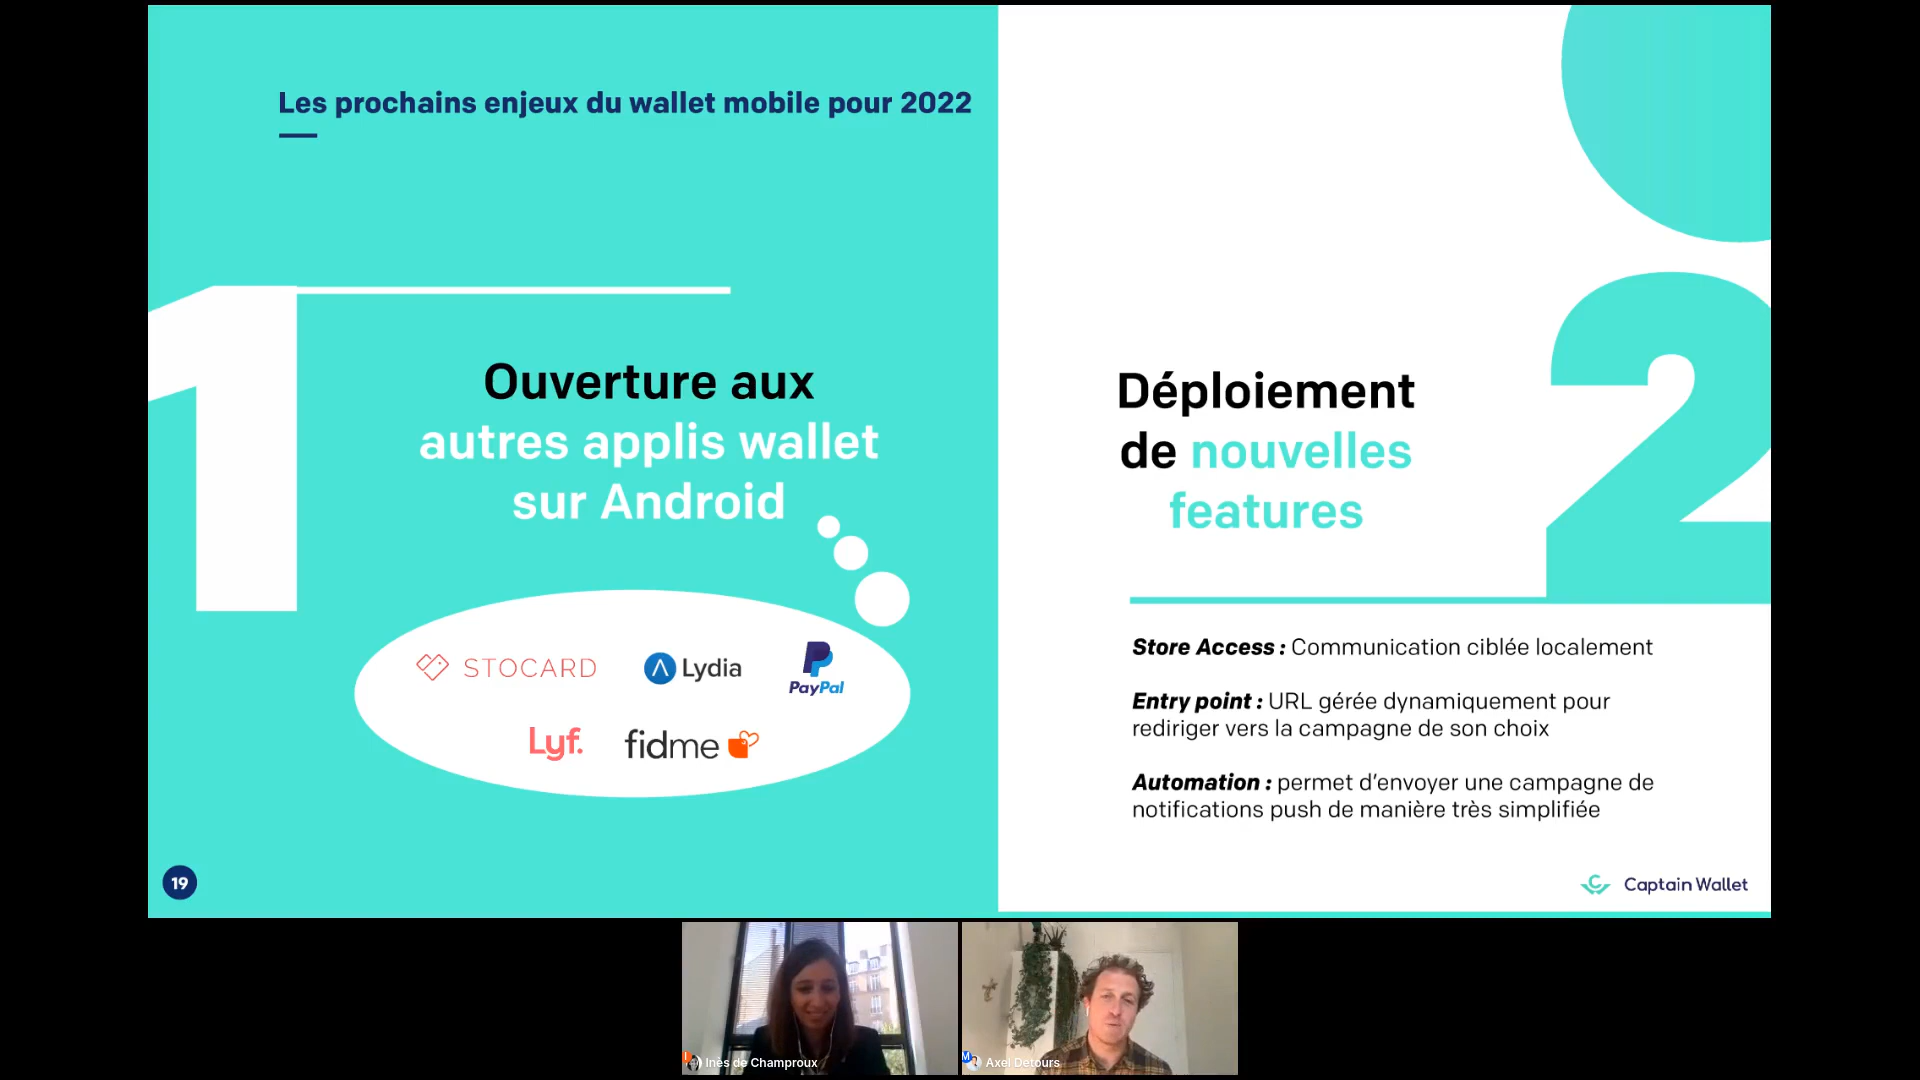 Les prochains enjeux du wallet mobile pour 2022
1
Ouverture aux
autres applis wallet
sur Android
STOCARD
Lydia
PayPal
Lyf.
fidme
19
2
Déploiement
de nouvelles
features
Store Access : Communication ciblée localement
Entry point : URL gérée dynamiquement pour
rediriger vers la campagne de son choix
Automation : permet d'envoyer une campagne de
notifications push de manière très simplifiée
Captain Wallet
Inès de Champroux
Axel Detours